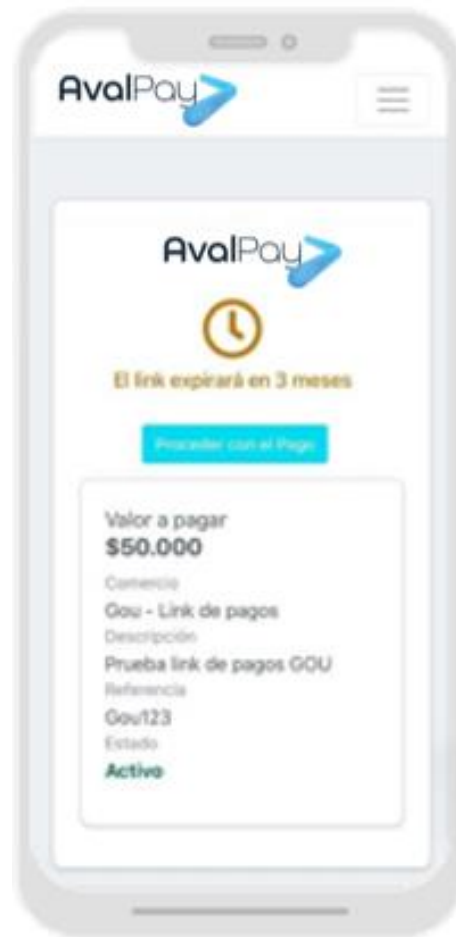 AvalPay
AvalPay
El link expirará en 3 meses
Proceder con el Pago
Valor a pagar
$50.000
Comercio
Gou - Link de pagos
Descripción
Prueba link de pagos GOU
Referencia
Gou123
Estado
Activo